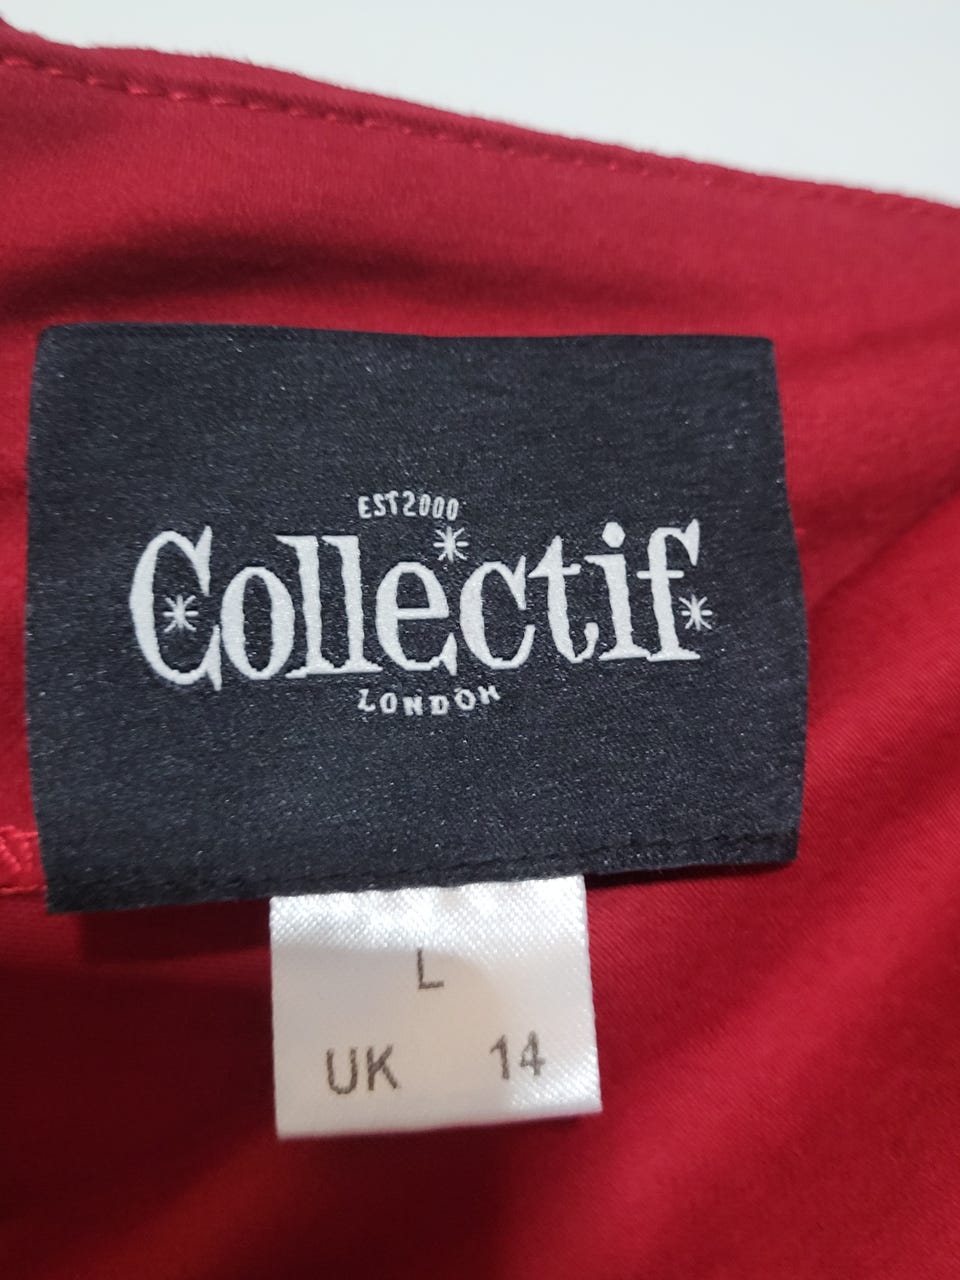 EST2000
Collectif
LONDON
L
UK 14